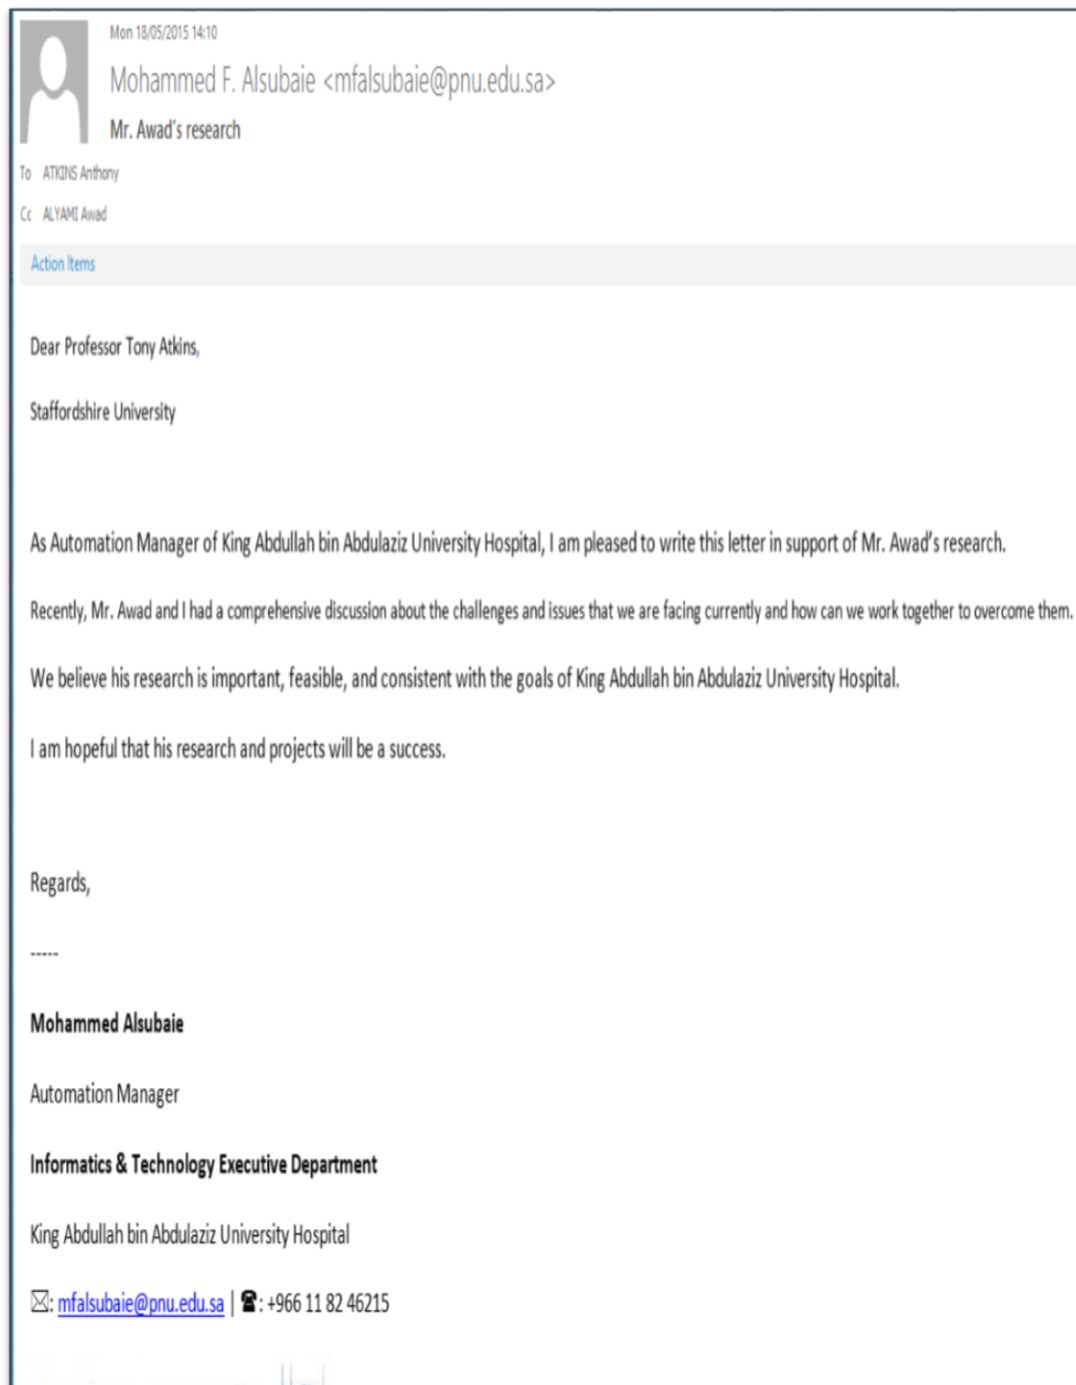 Mon 18/05/2015 14:10
Mohammed F. Alsubaie <mfalsubaie@pnu.edu.sa>
Mr. Awad's research
To ATKINS Anthony
Cc ALYAMI Awad
Action Items
Dear Professor Tony Atkins,
Staffordshire University
As Automation Manager of King Abdullah bin Abdulaziz University Hospital, I am pleased to write this letter in support of Mr. Awad's research.
Recently, Mr. Awad and I had a comprehensive discussion about the challenges and issues that we are facing currently and how can we work together to overcome them.
We believe his research is important, feasible, and consistent with the goals of King Abdullah bin Abdulaziz University Hospital.
I am hopeful that his research and projects will be a success.
Regards,
-----
Mohammed Alsubaie
Automation Manager
Informatics & Technology Executive Department
King Abdullah bin Abdulaziz University Hospital
✉: mfalsubaie@pnu.edu.sa | ☎: +966 11 82 46215